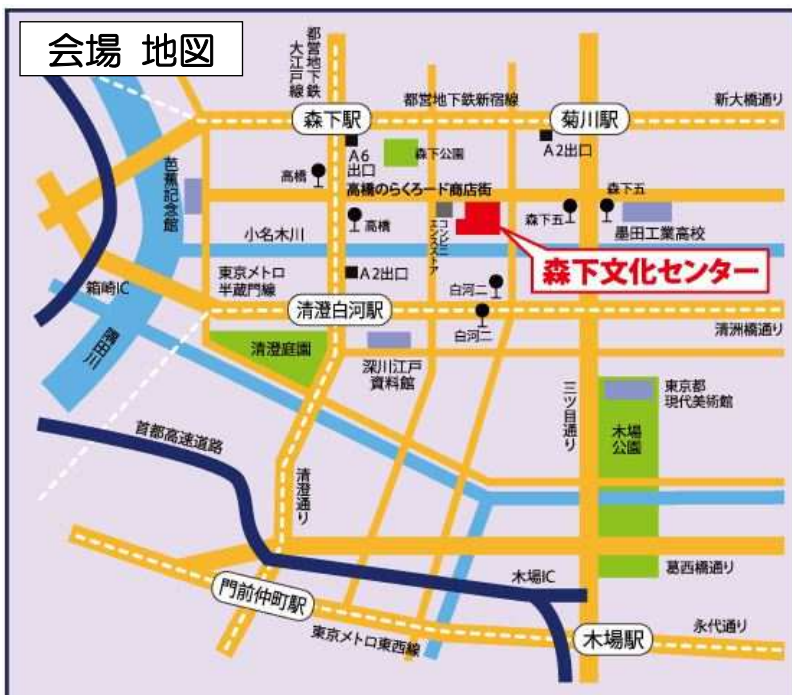 会場 地図
都営地下鉄
大江戸線
都営地下鉄新宿線
新大橋通り
森下駅
菊川駅
A6
出口
森下公園
A2出口
芭蕉記念館
高橋
高橋のらくろード商店街
森下五
高橋
コンビニ
エンスストア
森下五
墨田工業高校
小名木川
森下文化センター
東京メトロ
半蔵門線
A2出口
白河二
箱崎IC
清澄白河駅
白河二
清洲橋通り
隅田川
清澄庭園
深川江戸
資料館
三ツ目通り
東京都
現代美術館
木場
公園
首都高速道路
清澄通り
葛西橋通り
木場IC
門前仲町駅
東京メトロ東西線
木場駅
永代通り